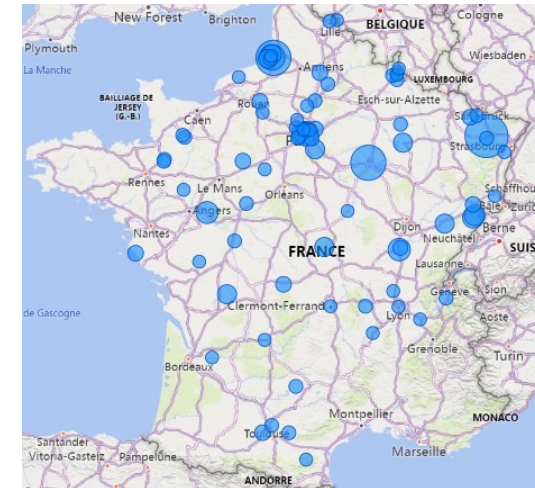 New Forest
Brighton
Cologne
Lille
BELGIQUE
Plymouth
Wiesbaden
Amiens
La Manche
LUXEMBOURG
BAILLIAGE DE
JERSEY
(G.-B.)
Caen
Esch-sur-Alzette
Strasbourg
Rennes
Le Mans
Orléans
Schaffhou
Angers
Bâle
Zuric
Nantes
Dijon
Berne
Neuchâtel
FRANCE
SUIS
Lausanne
Genève
Sion
de Gascogne
Clermont-Ferrand
Lyon
Aoste
Grenoble
Turin
Bordeaux
Montpellier
MONACO
Santander
Toulouse
Vitoria-Gasteiz
Pampelune
Marseille
ANDORRE